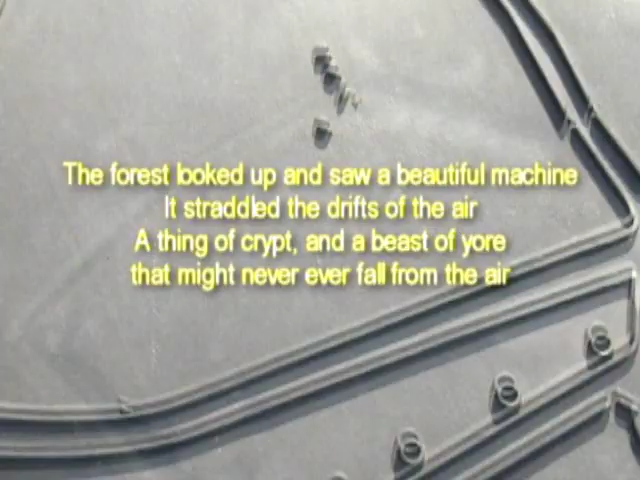 The forest looked up and saw a beautiful machine
It straddled the drifts of the air
A thing of crypt, and a beast of yore
that might never ever fall from the air